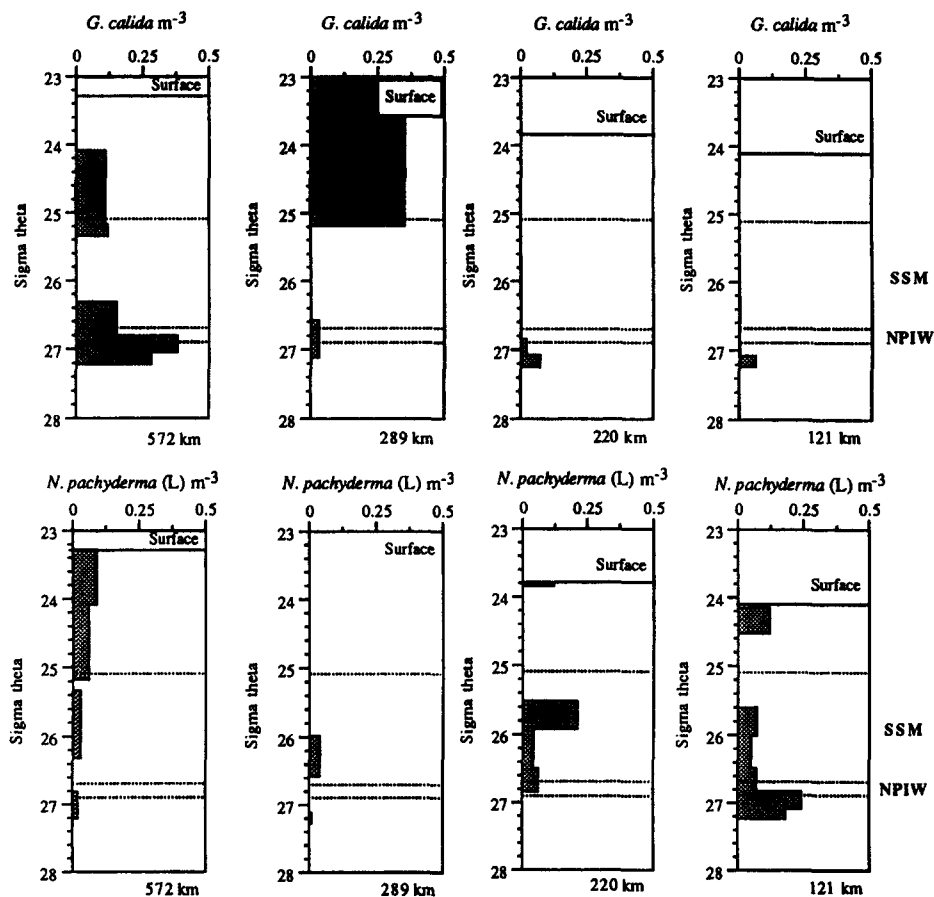 G. calida m-3 G. calida m-3 G. calida m-3 G. calida m-3
0 0.25 0.5 0 0.25 0.5 0 0.25 0.5 0 0.25 0.5
23 23 23 23
Surface Surface Surface Surface
24 24 24 24
25 25 25 25
Sigma theta Sigma theta Sigma theta Sigma theta
26 26 26 26
SSM
27 27 27 27
NPIW
28 28 28 28
572 km 289 km 220 km 121 km
N. pachyderma (L) m-3 N. pachyderma (L) m-3 N. pachyderma (L) m-3 N. pachyderma (L) m-3
0 0.25 0.5 0 0.25 0.5 0 0.25 0.5 0 0.25 0.5
23 23 23 23
Surface Surface Surface Surface
24 24 24 24
25 25 25 25
Sigma theta Sigma theta Sigma theta Sigma theta
26 26 26 26
SSM
27 27 27 27
NPIW
28 28 28 28
572 km 289 km 220 km 121 km